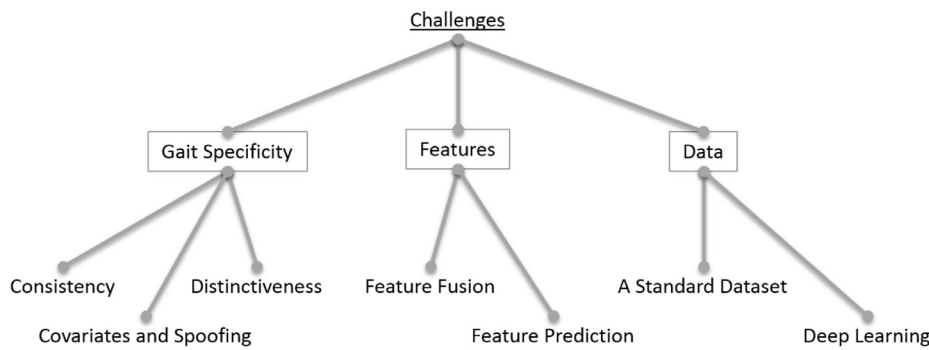 Challenges
Gait Specificity
Features
Data
Consistency
Distinctiveness
Feature Fusion
A Standard Dataset
Covariates and Spoofing
Feature Prediction
Deep Learning